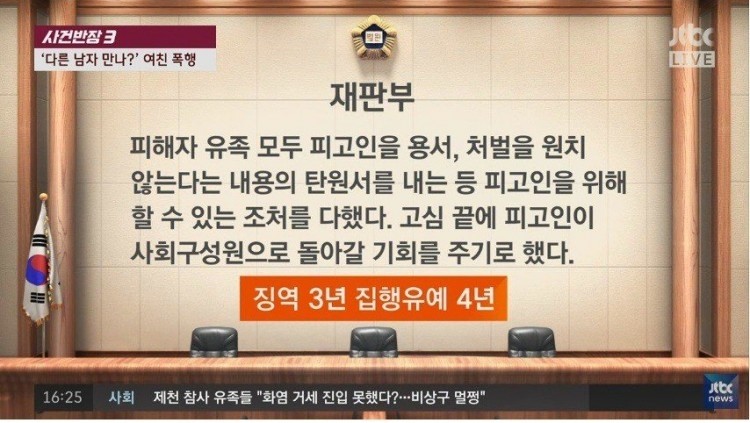 사건반장 3
'다른 남자 만나?' 여친 폭행
jtbc
LIVE
재판부
피해자 유족 모두 피고인을 용서, 처벌을 원치
않는다는 내용의 탄원서를 내는 등 피고인을 위해
할 수 있는 조처를 다했다. 고심 끝에 피고인이
사회구성원으로 돌아갈 기회를 주기로 했다.
징역 3년 집행유예 4년
16:25 사회 제천 참사 유족들 "화염 거세 진입 못했다?…비상구 멀쩡"
jtbc
news